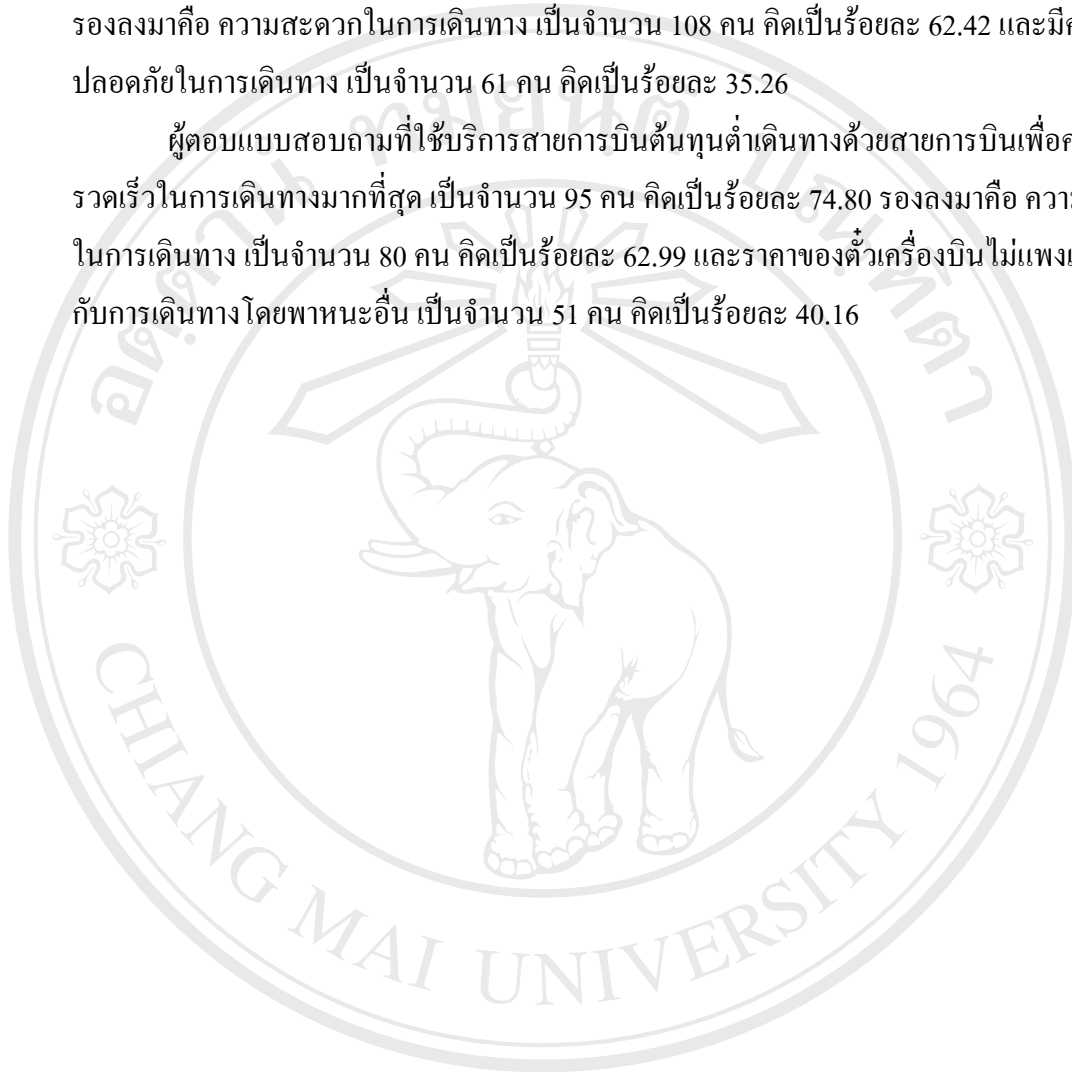 รองลงมาคือ ความสะดวกในการเดินทาง เป็นจำนวน 108 คน คิดเป็นร้อยละ 62.42 และมี
ปลอดภัยในการเดินทาง เป็นจำนวน 61 คน คิดเป็นร้อยละ 35.26
ผู้ตอบแบบสอบถามที่ใช้บริการสายการบินต้นทุนต่ำเดินทางด้วยสายการบินเพื่อ
รวดเร็วในการเดินทางมากที่สุด เป็นจำนวน 95 คน คิดเป็นร้อยละ 74.80 รองลงมาคือ
ในการเดินทาง เป็นจำนวน 80 คน คิดเป็นร้อยละ 62.99 และราคาของตั๋วเครื่องบินไม่แพง
กับการเดินทางโดยพาหนะอื่น เป็นจำนวน 51 คน คิดเป็นร้อยละ 40.16
อตฺตานํ ทมยนฺติ ปณฺฑิตา
CHIANG MAI UNIVERSITY 1964